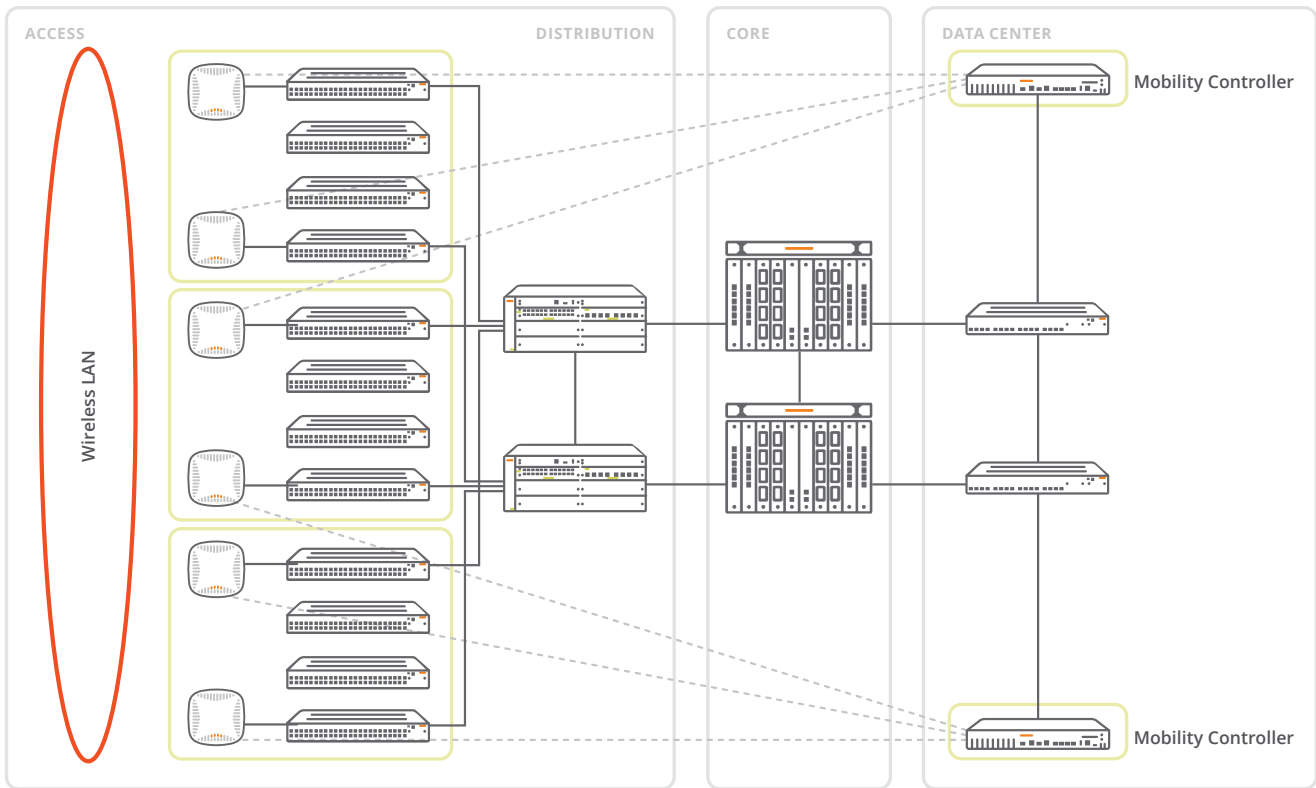 ACCESS
DISTRIBUTION
CORE
DATA CENTER
Mobility Controller
Wireless LAN
Mobility Controller